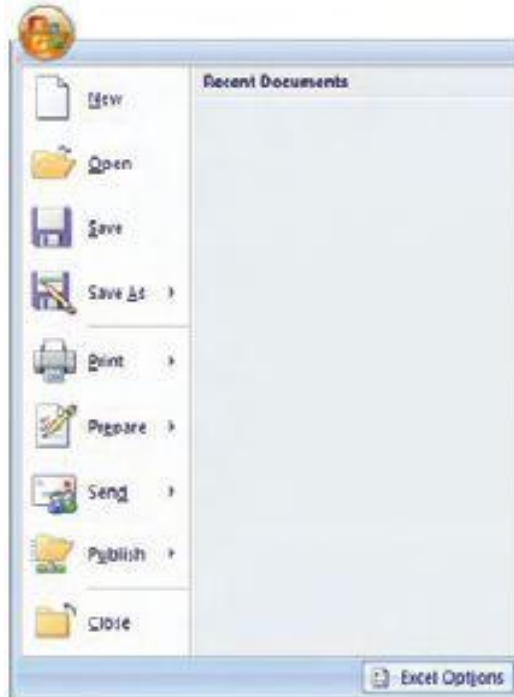 Recent Documents
New
Open
Save
Save As
Print
Prepare
Send
Publish
Close
Excel Options